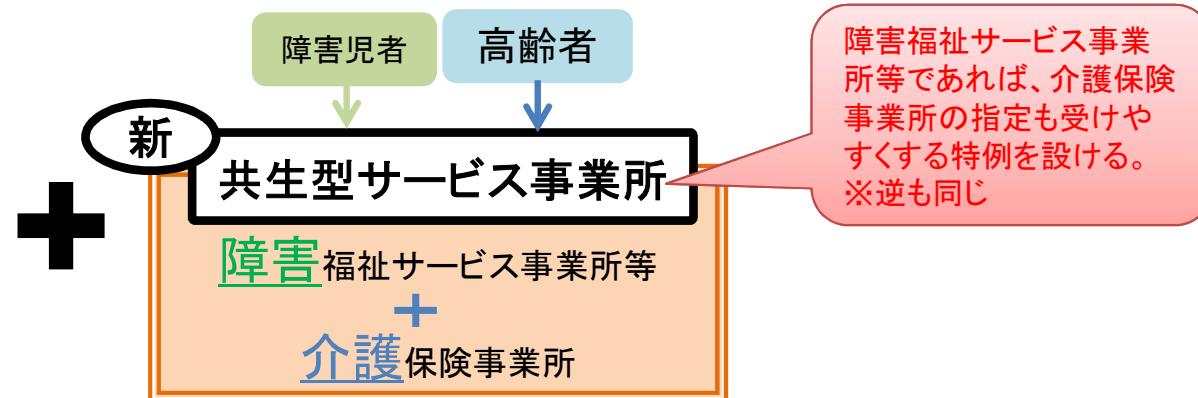 障害児者
高齢者
新
共生型サービス事業所
障害福祉サービス事業所等
+
介護保険事業所
+
障害福祉サービス事業
所等であれば、介護保険
事業所の指定も受けや
すくする特例を設ける。
※逆も同じ